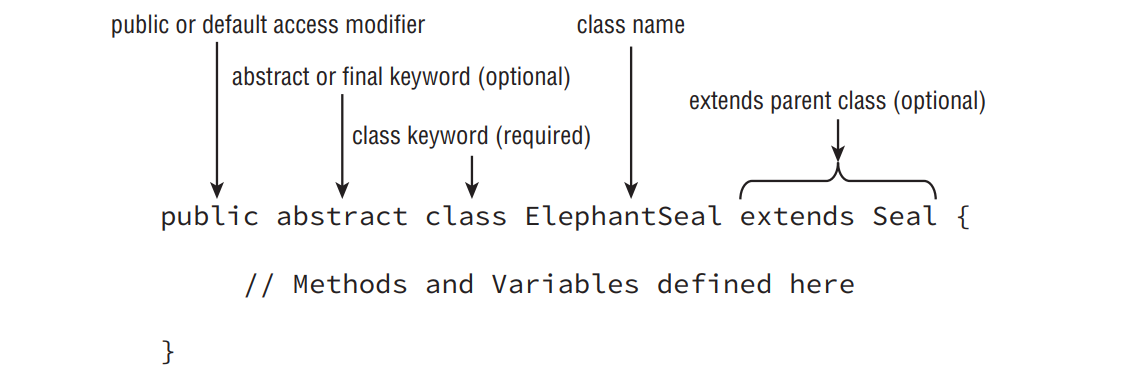 public or default access modifier
class name
abstract or final keyword (optional)
extends parent class (optional)
class keyword (required)
public abstract class ElephantSeal extends Seal {
// Methods and Variables defined here
}